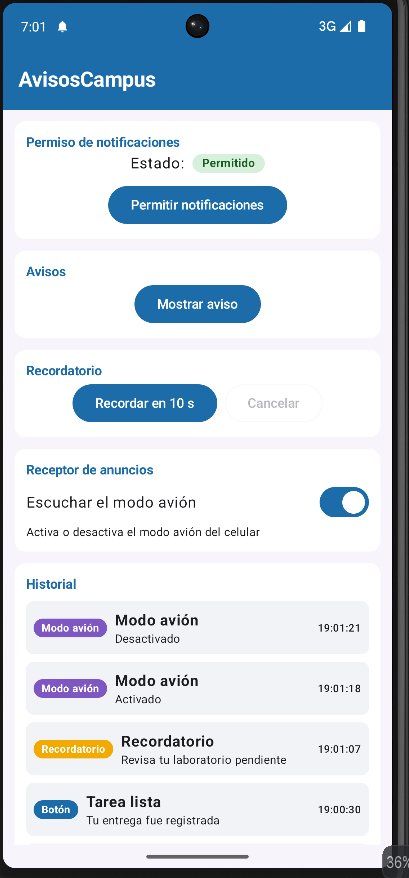 7:01 3G
AvisosCampus
Permiso de notificaciones
Estado: Permitido
Permitir notificaciones
Avisos
Mostrar aviso
Recordatorio
Recordar en 10 s Cancelar
Receptor de anuncios
Escuchar el modo avión
Activa o desactiva el modo avión del celular
Historial
Modo avión Modo avión 19:01:21
Desactivado
Modo avión Modo avión 19:01:18
Activado
Recordatorio Recordatorio 19:01:07
Revisa tu laboratorio pendiente
Botón Tarea lista 19:00:30
Tu entrega fue registrada
36%